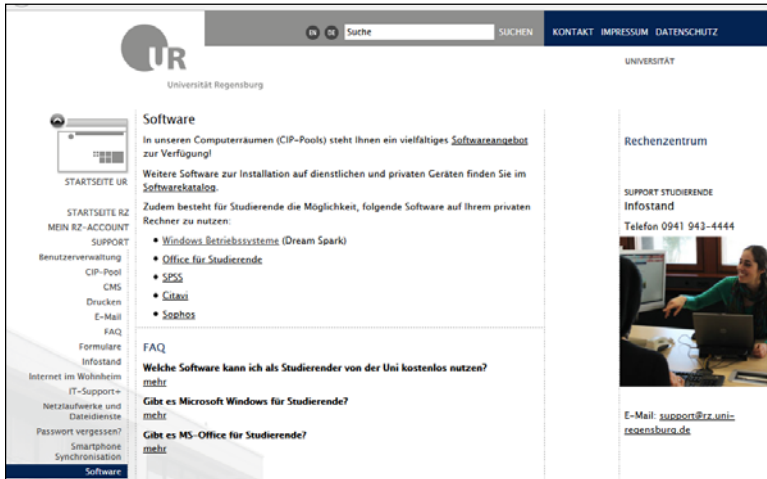 EN DE Suche SUCHEN KONTAKT IMPRESSUM DATENSCHUTZ
UR
Universität Regensburg
UNIVERSITÄT
STARTSEITE UR
STARTSEITE RZ
MEIN RZ-ACCOUNT
SUPPORT
Benutzerverwaltung
CIP-Pool
CMS
Drucken
E-Mail
FAQ
Formulare
Infostand
Internet im Wohnheim
IT-Support+
Netzlaufwerke und
Dateidienste
Passwort vergessen?
Smartphone
Synchronisation
Software
Software
In unseren Computerräumen (CIP-Pools) steht Ihnen ein vielfältiges Softwareangebot
zur Verfügung!
Weitere Software zur Installation auf dienstlichen und privaten Geräten finden Sie im
Softwarekatalog.
Zudem besteht für Studierende die Möglichkeit, folgende Software auf Ihrem privaten
Rechner zu nutzen:
• Windows Betriebssysteme (Dream Spark)
• Office für Studierende
• SPSS
• Citavi
• Sophos
FAQ
Welche Software kann ich als Studierender von der Uni kostenlos nutzen?
mehr
Gibt es Microsoft Windows für Studierende?
mehr
Gibt es MS-Office für Studierende?
mehr
Rechenzentrum
SUPPORT STUDIERENDE
Infostand
Telefon 0941 943-4444
E-Mail: support@rz.uni-
regensburg.de